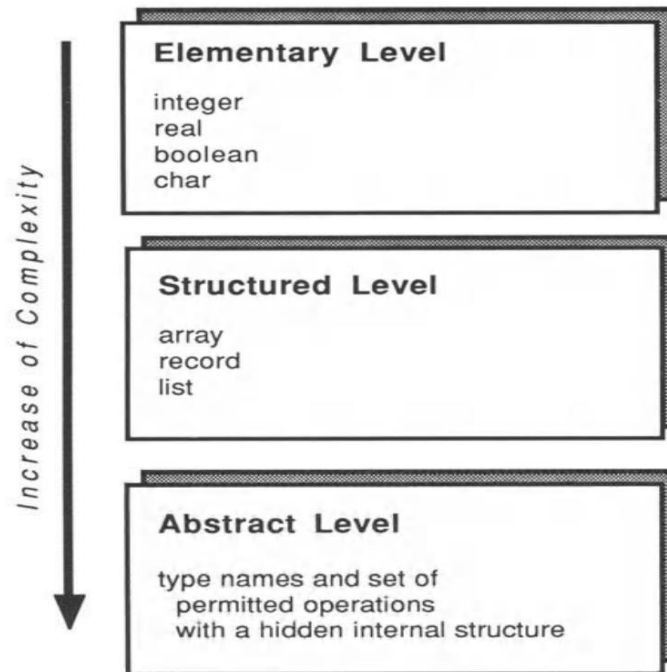 Increase of Complexity
Elementary Level
integer
real
boolean
char
Structured Level
array
record
list
Abstract Level
type names and set of
permitted operations
with a hidden internal structure